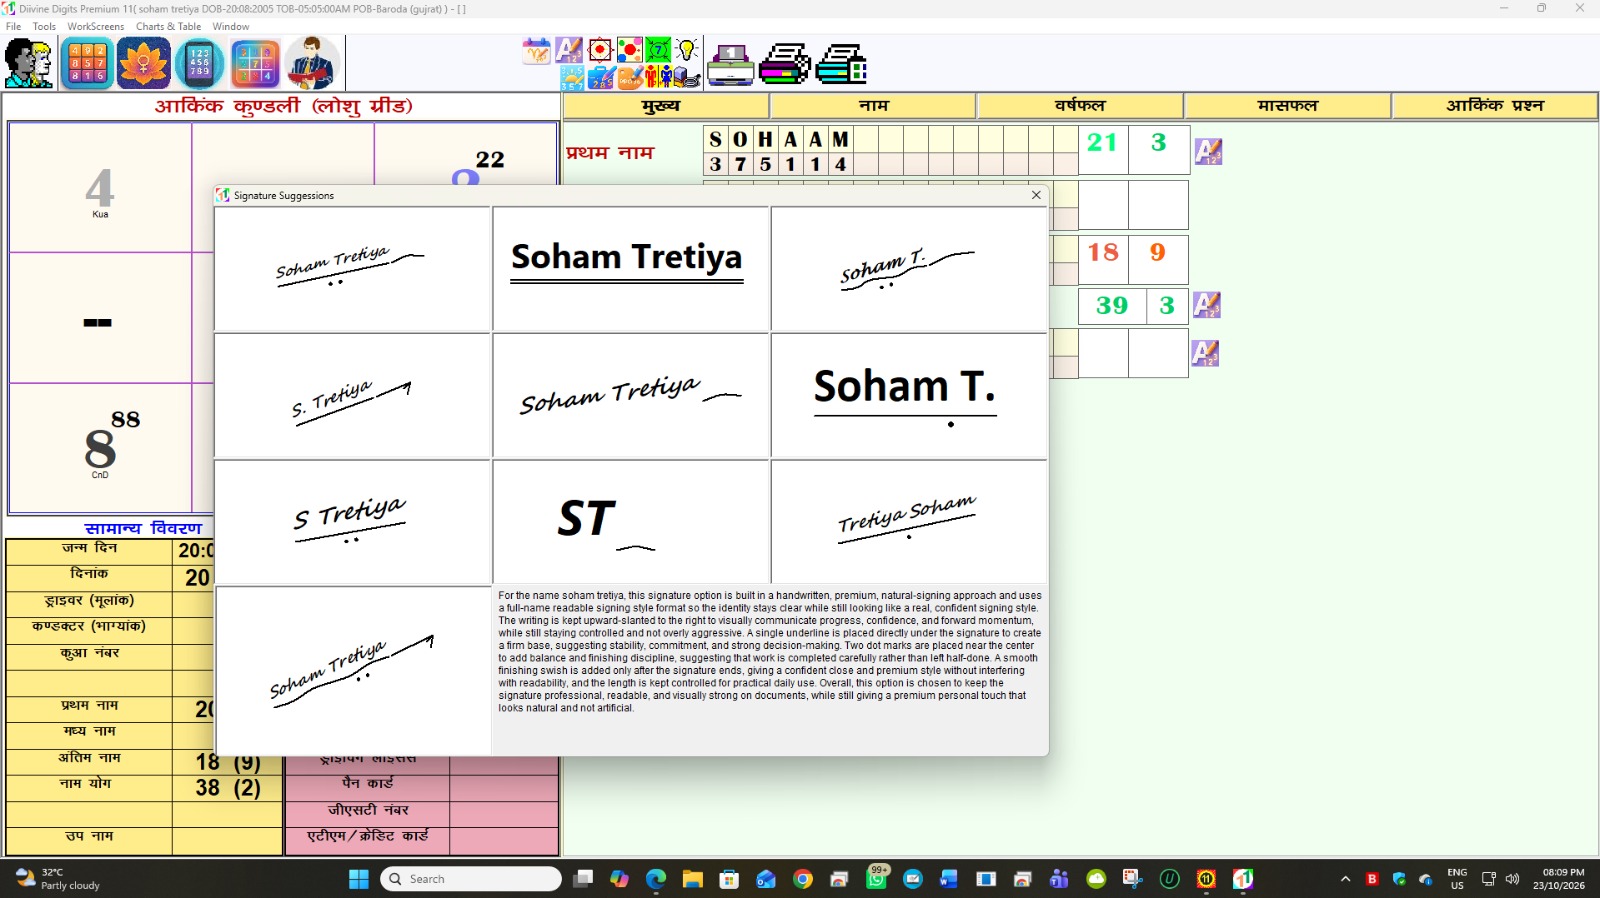 Diivine Digits Premium 11( soham tretiya DOB-20:08:2005 TOB-05:05:00AM POB-Baroda (gujrat) ) - [ ]
File Tools WorkScreens Charts & Table Window
आकिंक कुण्डली (लोशु ग्रीड)
मुख्य नाम वर्षफल मासफल आकिंक प्रश्न
4
Kua
22
प्रथम नाम
S O H A A M
3 7 5 1 1 4
21 3
18 9
39 3
--
88
8
CnD
Signature Suggessions
Soham Tretiya
Soham Tretiya
Soham T.
S. Tretiya
Soham Tretiya
Soham T.
S Tretiya
ST
Tretiya Soham
Soham Tretiya
For the name soham tretiya, this signature option is built in a handwritten, premium, natural-signing approach and uses
a full-name readable signing style format so the identity stays clear while still looking like a real, confident signing style.
The writing is kept upward-slanted to the right to visually communicate progress, confidence, and forward momentum,
while still staying controlled and not overly aggressive. A single underline is placed directly under the signature to create
a firm base, suggesting stability, commitment, and strong decision-making. Two dot marks are placed near the center
to add balance and finishing discipline, suggesting that work is completed carefully rather than left half-done. A smooth
finishing swish is added only after the signature ends, giving a confident close and premium style without interfering
with readability, and the length is kept controlled for practical daily use. Overall, this option is chosen to keep the
signature professional, readable, and visually strong on documents, while still giving a premium personal touch that
looks natural and not artificial.
सामान्य विवरण
जन्म दिन
दिनांक 20
ड्राइवर (मूलांक)
कण्डक्टर (भाग्यांक)
कुआ नंबर
प्रथम नाम
मध्य नाम
अंतिम नाम 18 (9)
नाम योग 38 (2)
उप नाम
ड्राइविंग लाइसेंस
पैन कार्ड
जीएसटी नंबर
एटीएम/क्रेडिट कार्ड
32°C
Partly cloudy
Search
99+
ENG
US
08:09 PM
23/10/2026